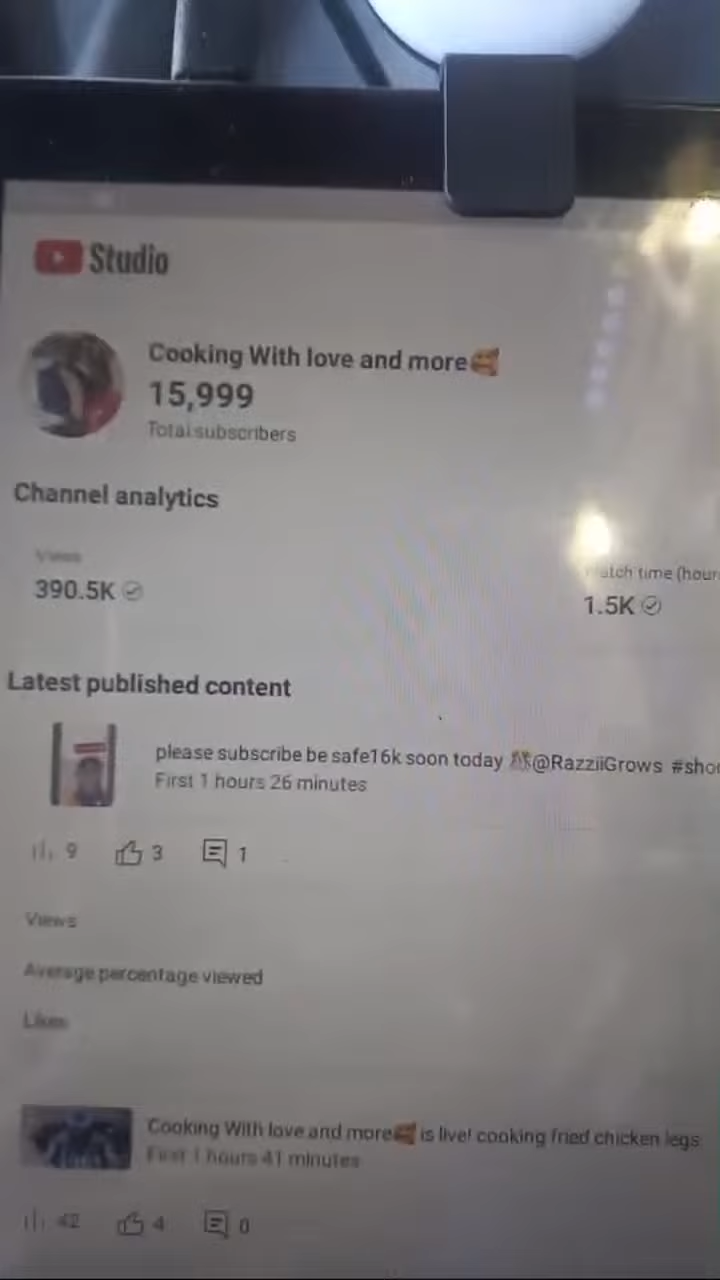 Studio
Cooking With love and more🥰
15,999
Total subscribers
Channel analytics
Views
390.5K
Watch time (hour
1.5K
Latest published content
please subscribe be safe16k soon today @RazziiGrows #sho
First 1 hours 26 minutes
9 3 1
Views
Average percentage viewed
Likes
Cooking With love and more🥰 is live! cooking fried chicken legs
First 1 hours 41 minutes
42 4 0